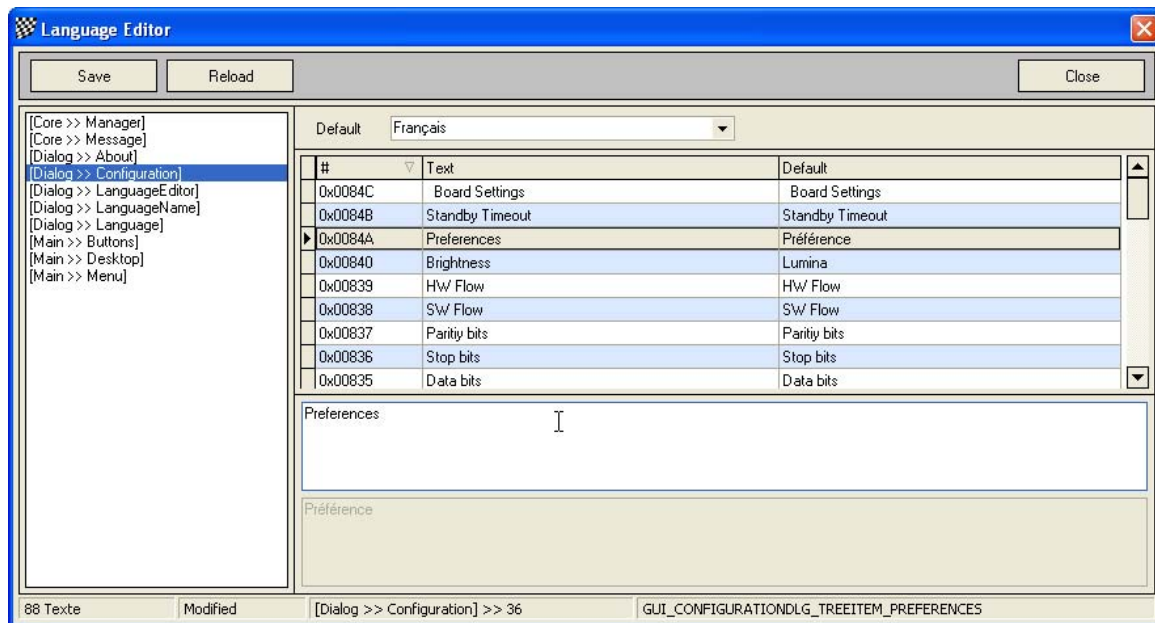 Language Editor
Save Reload Close
[Core >> Manager]
[Core >> Message]
[Dialog >> About]
[Dialog >> Configuration]
[Dialog >> LanguageEditor]
[Dialog >> LanguageName]
[Dialog >> Language]
[Main >> Buttons]
[Main >> Desktop]
[Main >> Menu]
Default Français
# Text Default
0x0084C Board Settings Board Settings
0x0084B Standby Timeout Standby Timeout
0x0084A Preferences Préférence
0x00840 Brightness Lumina
0x00839 HW Flow HW Flow
0x00838 SW Flow SW Flow
0x00837 Paritiy bits Paritiy bits
0x00836 Stop bits Stop bits
0x00835 Data bits Data bits
Preferences
Préférence
88 Texte Modified [Dialog >> Configuration] >> 36 GUI_CONFIGURATIONDLG_TREEITEM_PREFERENCES